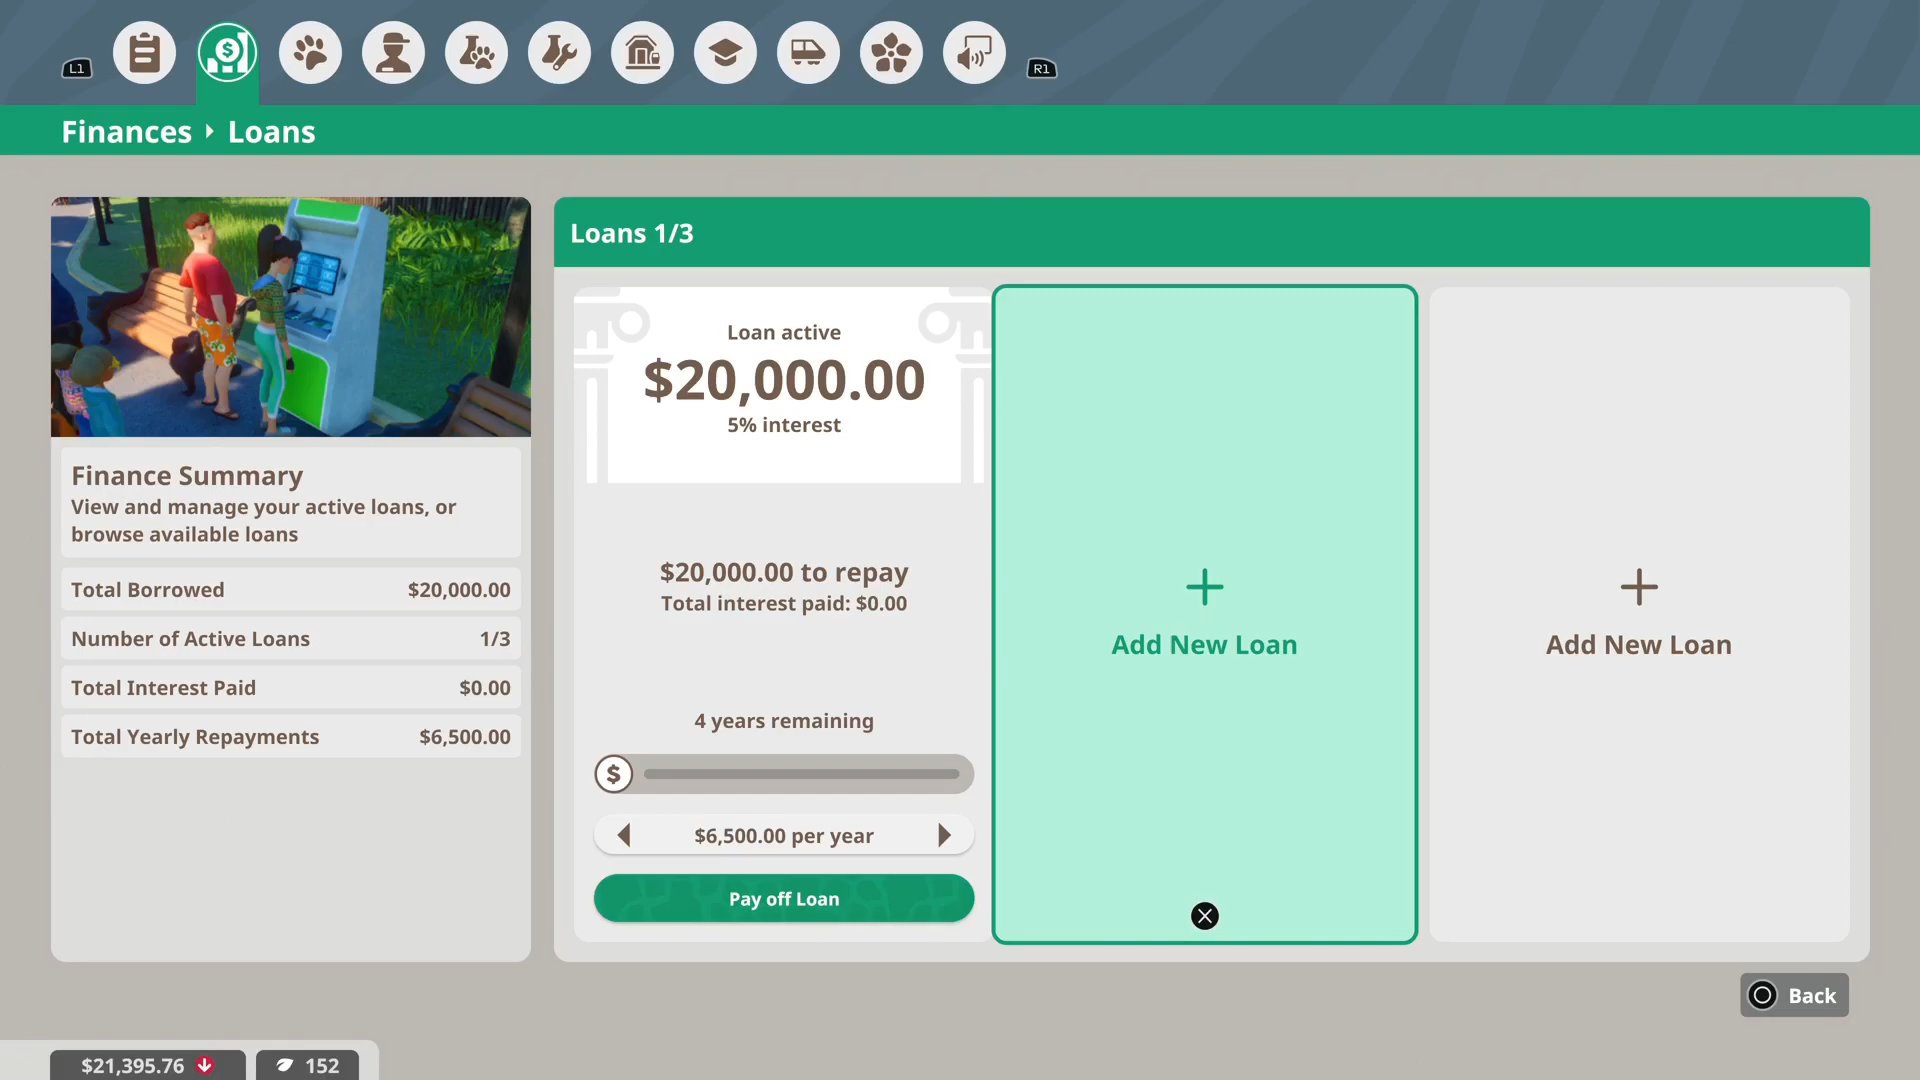 L1
R1
Finances Loans
Loans 1/3
Loan active
$20,000.00
5% interest
$20,000.00 to repay
Total interest paid: $0.00
4 years remaining
$
$6,500.00 per year
Pay off Loan
Add New Loan
Add New Loan
Finance Summary
View and manage your active loans, or
browse available loans
Total Borrowed $20,000.00
Number of Active Loans 1/3
Total Interest Paid $0.00
Total Yearly Repayments $6,500.00
Back
$21,395.76 152